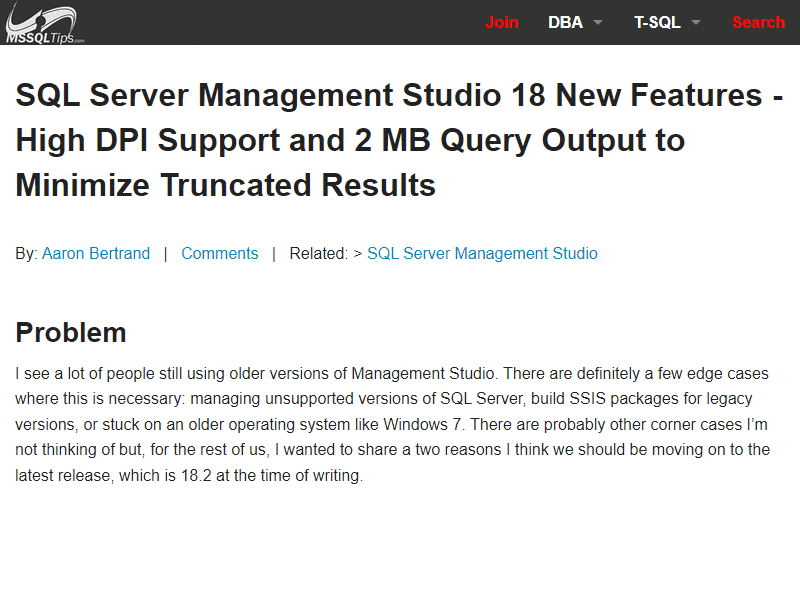 MSSQLTips.com
Join DBA T-SQL Search
SQL Server Management Studio 18 New Features -
High DPI Support and 2 MB Query Output to
Minimize Truncated Results
By: Aaron Bertrand | Comments | Related: > SQL Server Management Studio
Problem
I see a lot of people still using older versions of Management Studio. There are definitely a few edge cases
where this is necessary: managing unsupported versions of SQL Server, build SSIS packages for legacy
versions, or stuck on an older operating system like Windows 7. There are probably other corner cases I’m
not thinking of but, for the rest of us, I wanted to share a two reasons I think we should be moving on to the
latest release, which is 18.2 at the time of writing.